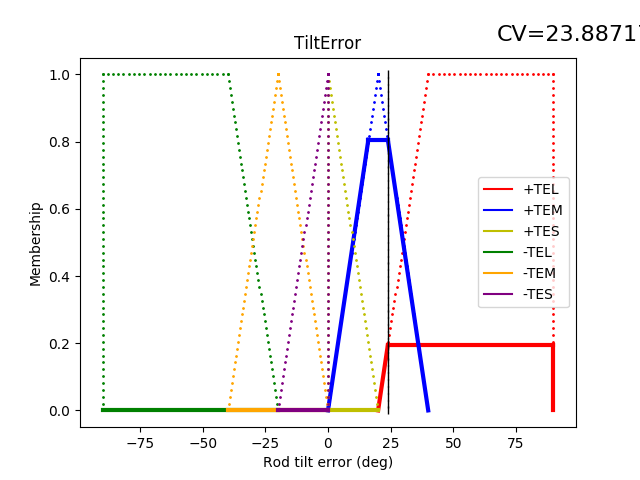 CV=23.88717
TiltError
1.0
0.8
0.6
0.4
0.2
0.0
Membership
+TEL
+TEM
+TES
-TEL
-TEM
-TES
−75
−50
−25
0
25
50
75
Rod tilt error (deg)